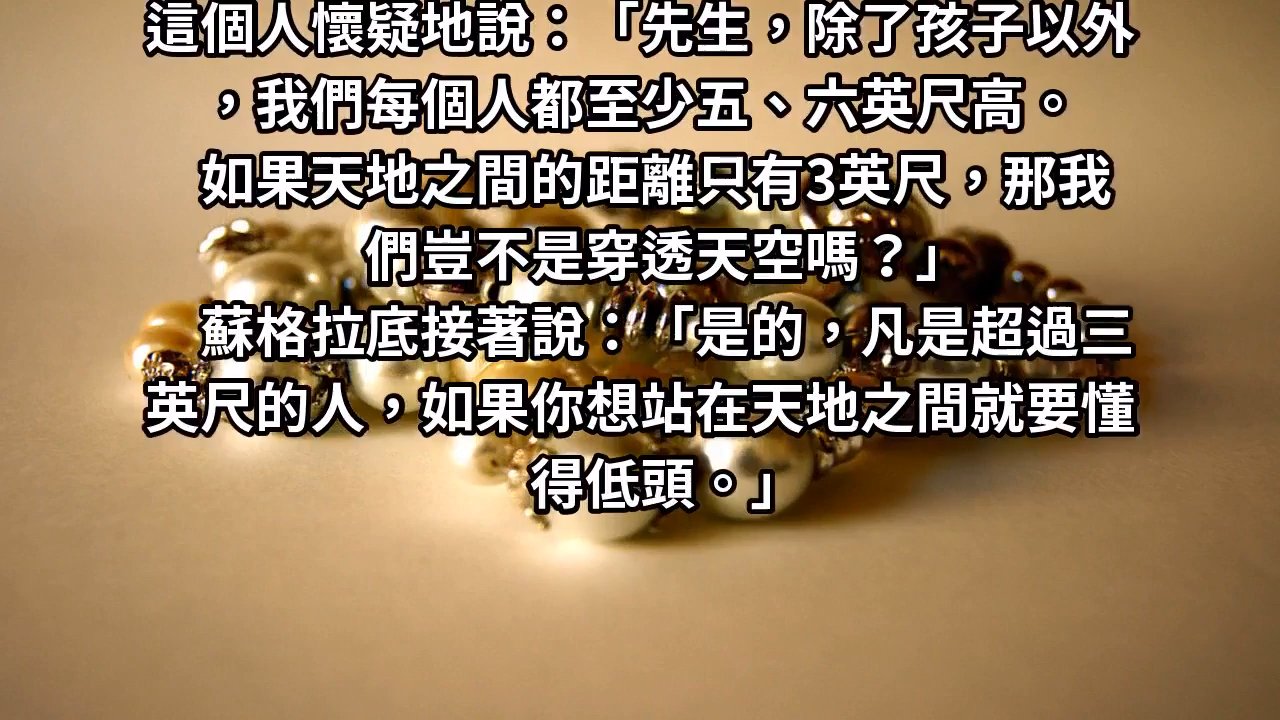 這個人懷疑地說：「先生，除了孩子以外
，我們每個人都至少五、六英尺高。
如果天地之間的距離只有3英尺，那我
們豈不是穿透天空嗎？」
蘇格拉底接著說：「是的，凡是超過三
英尺的人，如果你想站在天地之間就要懂
得低頭。」